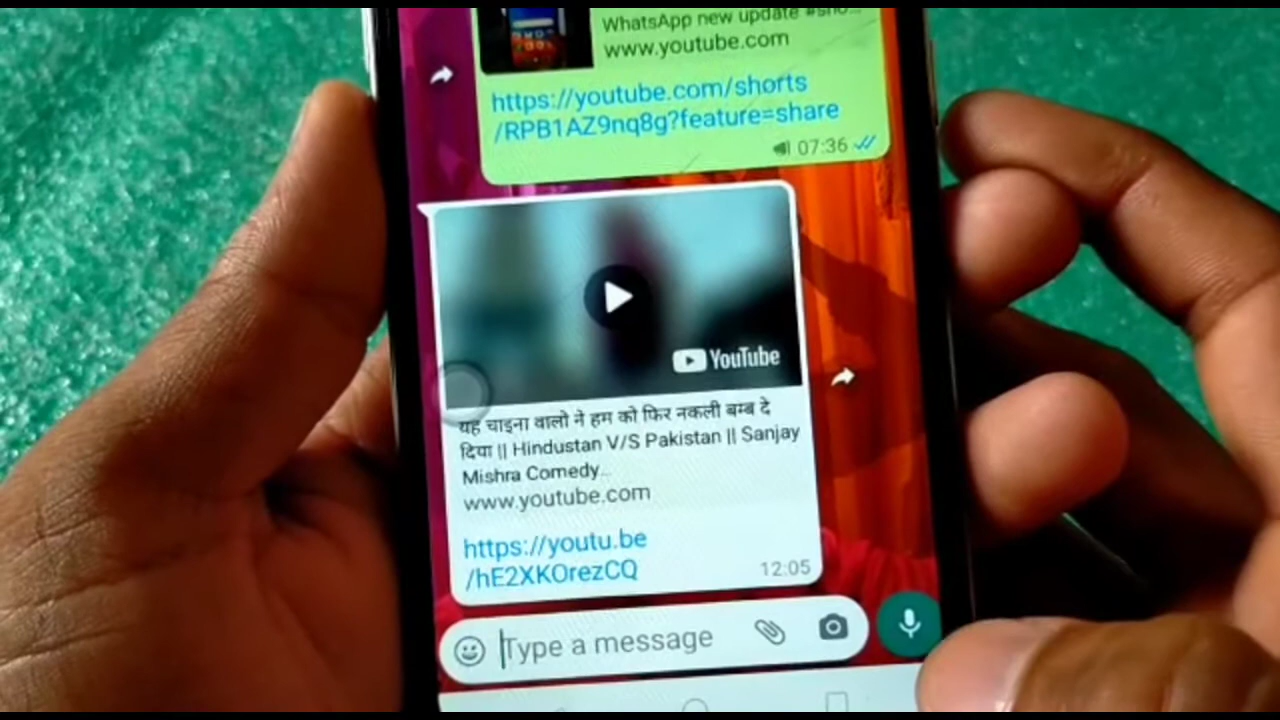 WhatsApp new update #sho...
www.youtube.com
https://youtube.com/shorts
/RPB1AZ9nq8g?feature=share
07:36
YouTube
यह चाइना वालो ने हम को फिर नकली बम्ब दे
दिया || Hindustan V/S Pakistan || Sanjay
Mishra Comedy...
www.youtube.com
https://youtu.be
/hE2XKOrezCQ
12:05
Type a message